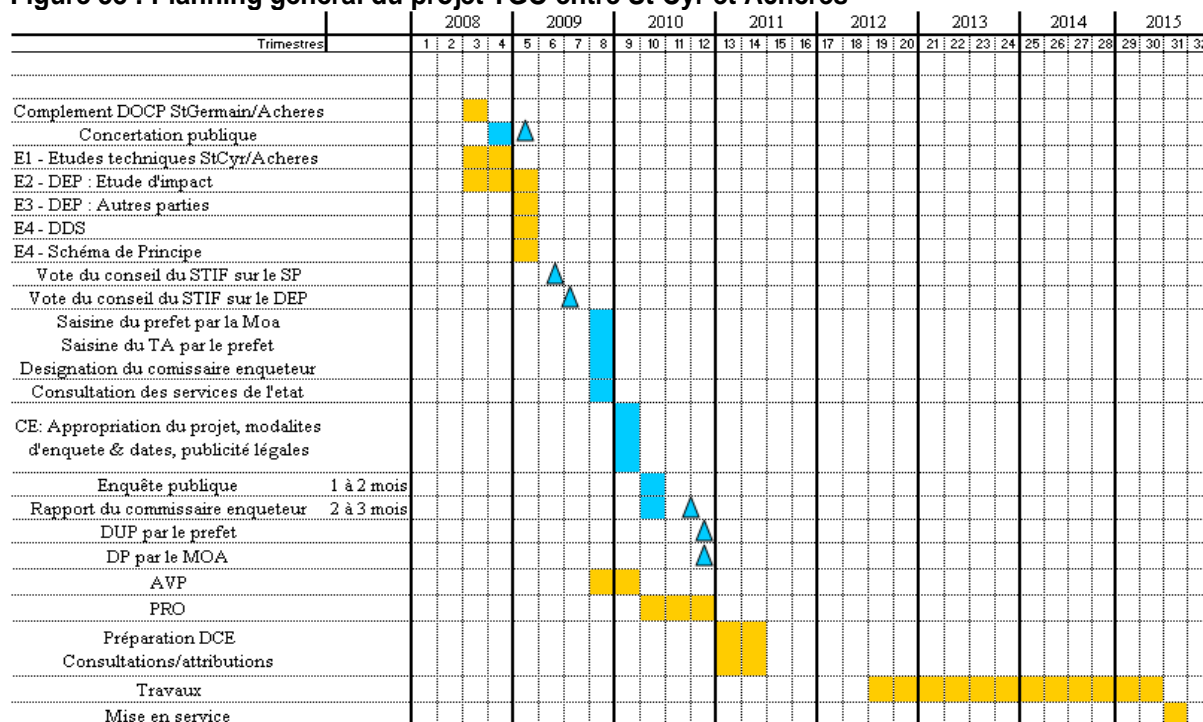 Figure 55 : Planning général du projet TGO entre St Cyr et Achères
2008 2009 2010 2011 2012 2013 2014 2015
Trimestres 1 2 3 4 5 6 7 8 9 10 11 12 13 14 15 16 17 18 19 20 21 22 23 24 25 26 27 28 29 30 31 32
Complement DOCP StGermain/Acheres
Concertation publique
E1 - Etudes techniques StCyr/Acheres
E2 - DEP : Etude d'impact
E3 - DEP : Autres parties
E4 - DDS
E4 - Schéma de Principe
Vote du conseil du STIF sur le SP
Vote du conseil du STIF sur le DEP
Saisine du prefet par la Moa
Saisine du TA par le prefet
Designation du comissaire enqueteur
Consultation des services de l'etat
CE: Appropriation du projet, modalites
d'enquete & dates, publicité légales
Enquête publique 1 à 2 mois
Rapport du commissaire enqueteur 2 à 3 mois
DUP par le prefet
DP par le MOA
AVP
PRO
Préparation DCE
Consultations/attributions
Travaux
Mise en service